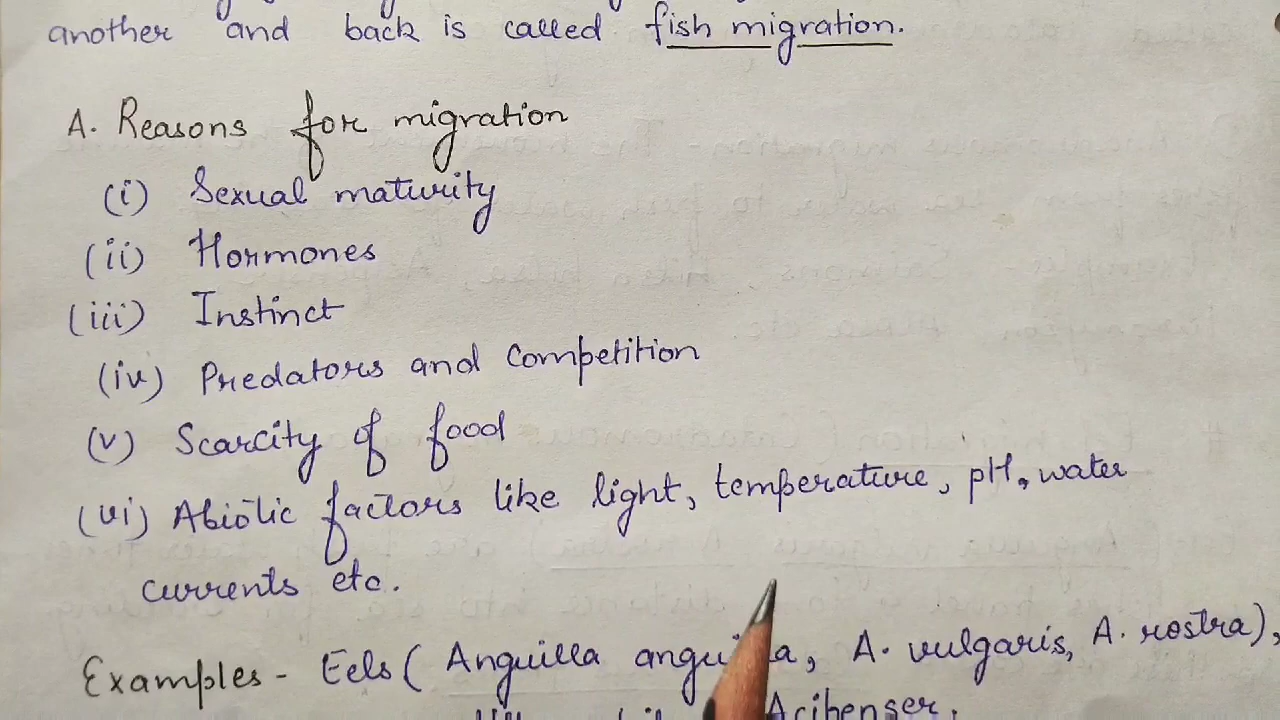 another and back is called fish migration.
A. Reasons for migration
(i) Sexual maturity
(ii) Hormones
(iii) Instinct
(iv) Predators and competition
(v) Scarcity of food
(vi) Abiotic factors like light, temperature, pH, water
currents etc.
Examples - Eels ( Anguilla anguilla, A. vulgaris, A. rostra),
Acipenser,